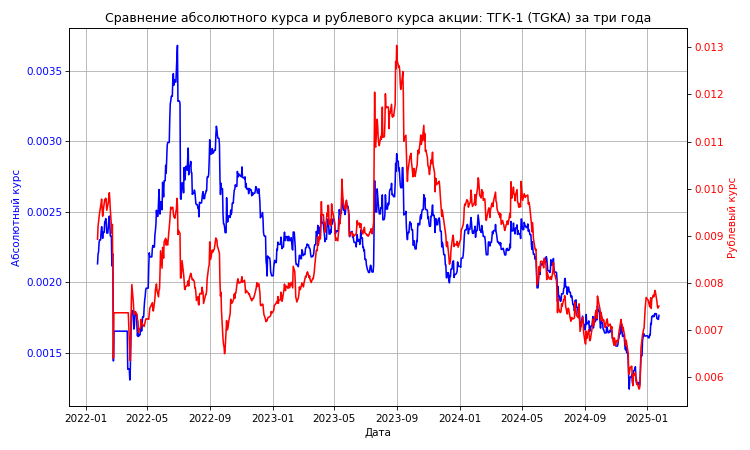 Сравнение абсолютного курса и рублевого курса акции: ТГК-1 (TGKA) за три года
0.0035
0.0030
0.0025
0.0020
0.0015
Абсолютный курс
0.013
0.012
0.011
0.010
0.009
0.008
0.007
0.006
Рублевый курс
2022-01 2022-05 2022-09 2023-01 2023-05 2023-09 2024-01 2024-05 2024-09 2025-01
Дата